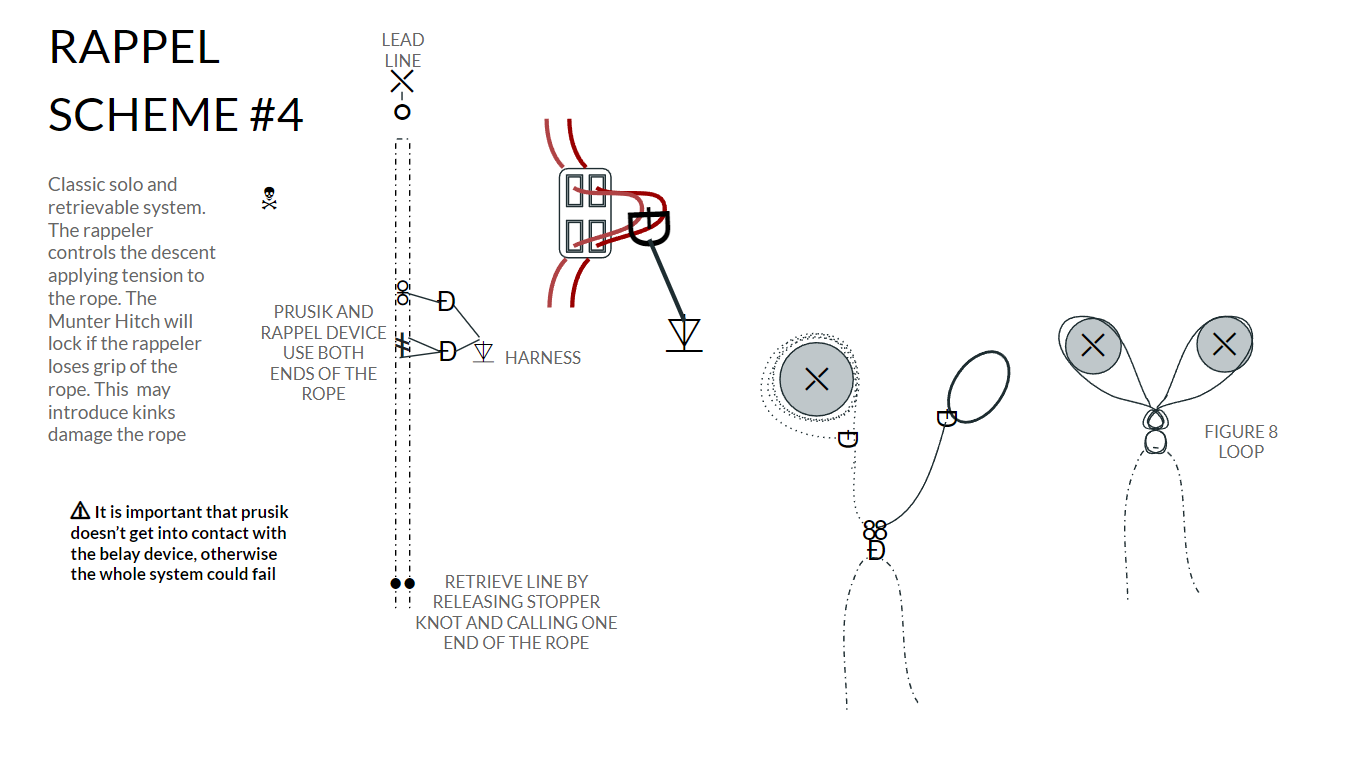 RAPPEL
SCHEME #4
Classic solo and
retrievable system.
The rappeler
controls the descent
applying tension to
the rope. The
Munter Hitch will
lock if the rappeler
loses grip of the
rope. This  may
introduce kinks
damage the rope
⚠ It is important that prusik
doesn't get into contact with
the belay device, otherwise
the whole system could fail
LEAD
LINE
PRUSIK AND
RAPPEL DEVICE
USE BOTH
ENDS OF THE
ROPE
HARNESS
RETRIEVE LINE BY
RELEASING STOPPER
KNOT AND CALLING ONE
END OF THE ROPE
FIGURE 8
LOOP